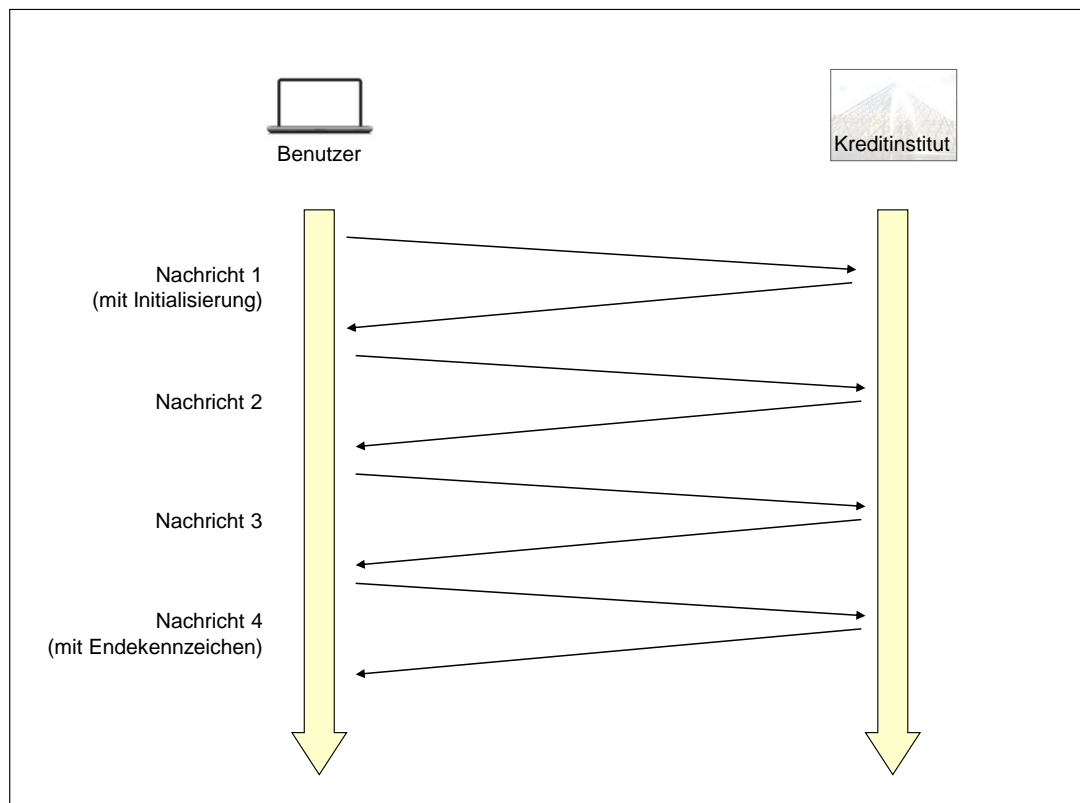 Benutzer
Kreditinstitut
Nachricht 1
(mit Initialisierung)
Nachricht 2
Nachricht 3
Nachricht 4
(mit Endekennzeichen)